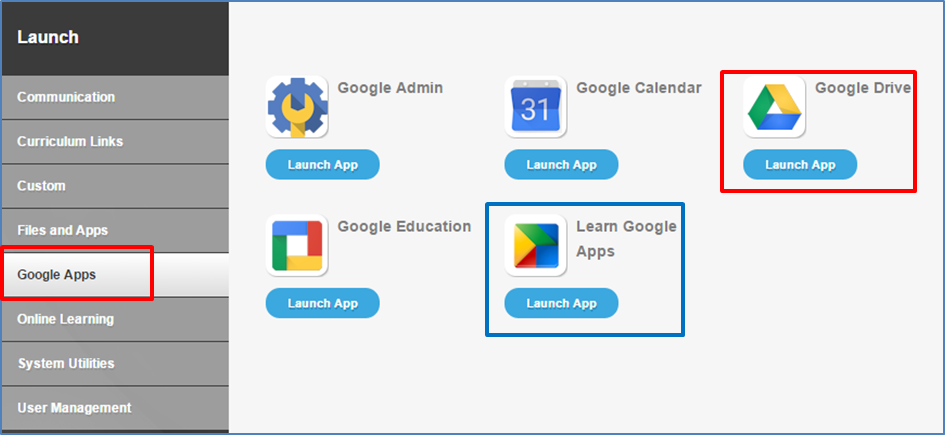 Launch
Communication
Curriculum Links
Custom
Files and Apps
Google Apps
Online Learning
System Utilities
User Management
Google Admin
Launch App
31
Google Calendar
Launch App
Google Drive
Launch App
Google Education
Launch App
Learn Google
Apps
Launch App